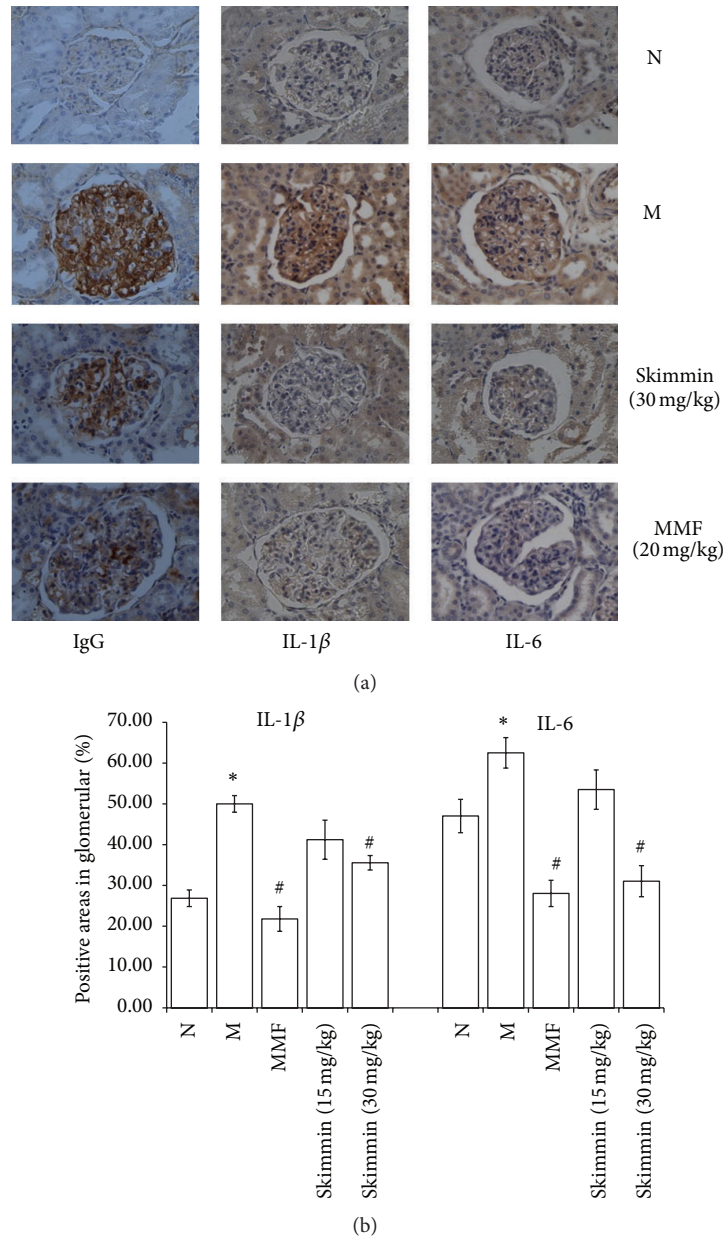 N
M
Skimmin
(30 mg/kg)
MMF
(20 mg/kg)
IgG
IL-1β
IL-6
(a)
Positive areas in glomerular (%)
70.00
60.00
50.00
40.00
30.00
20.00
10.00
0.00
IL-1β
IL-6
*
#
#
*
#
#
N
M
MMF
Skimmin (15 mg/kg)
Skimmin (30 mg/kg)
N
M
MMF
Skimmin (15 mg/kg)
Skimmin (30 mg/kg)
(b)